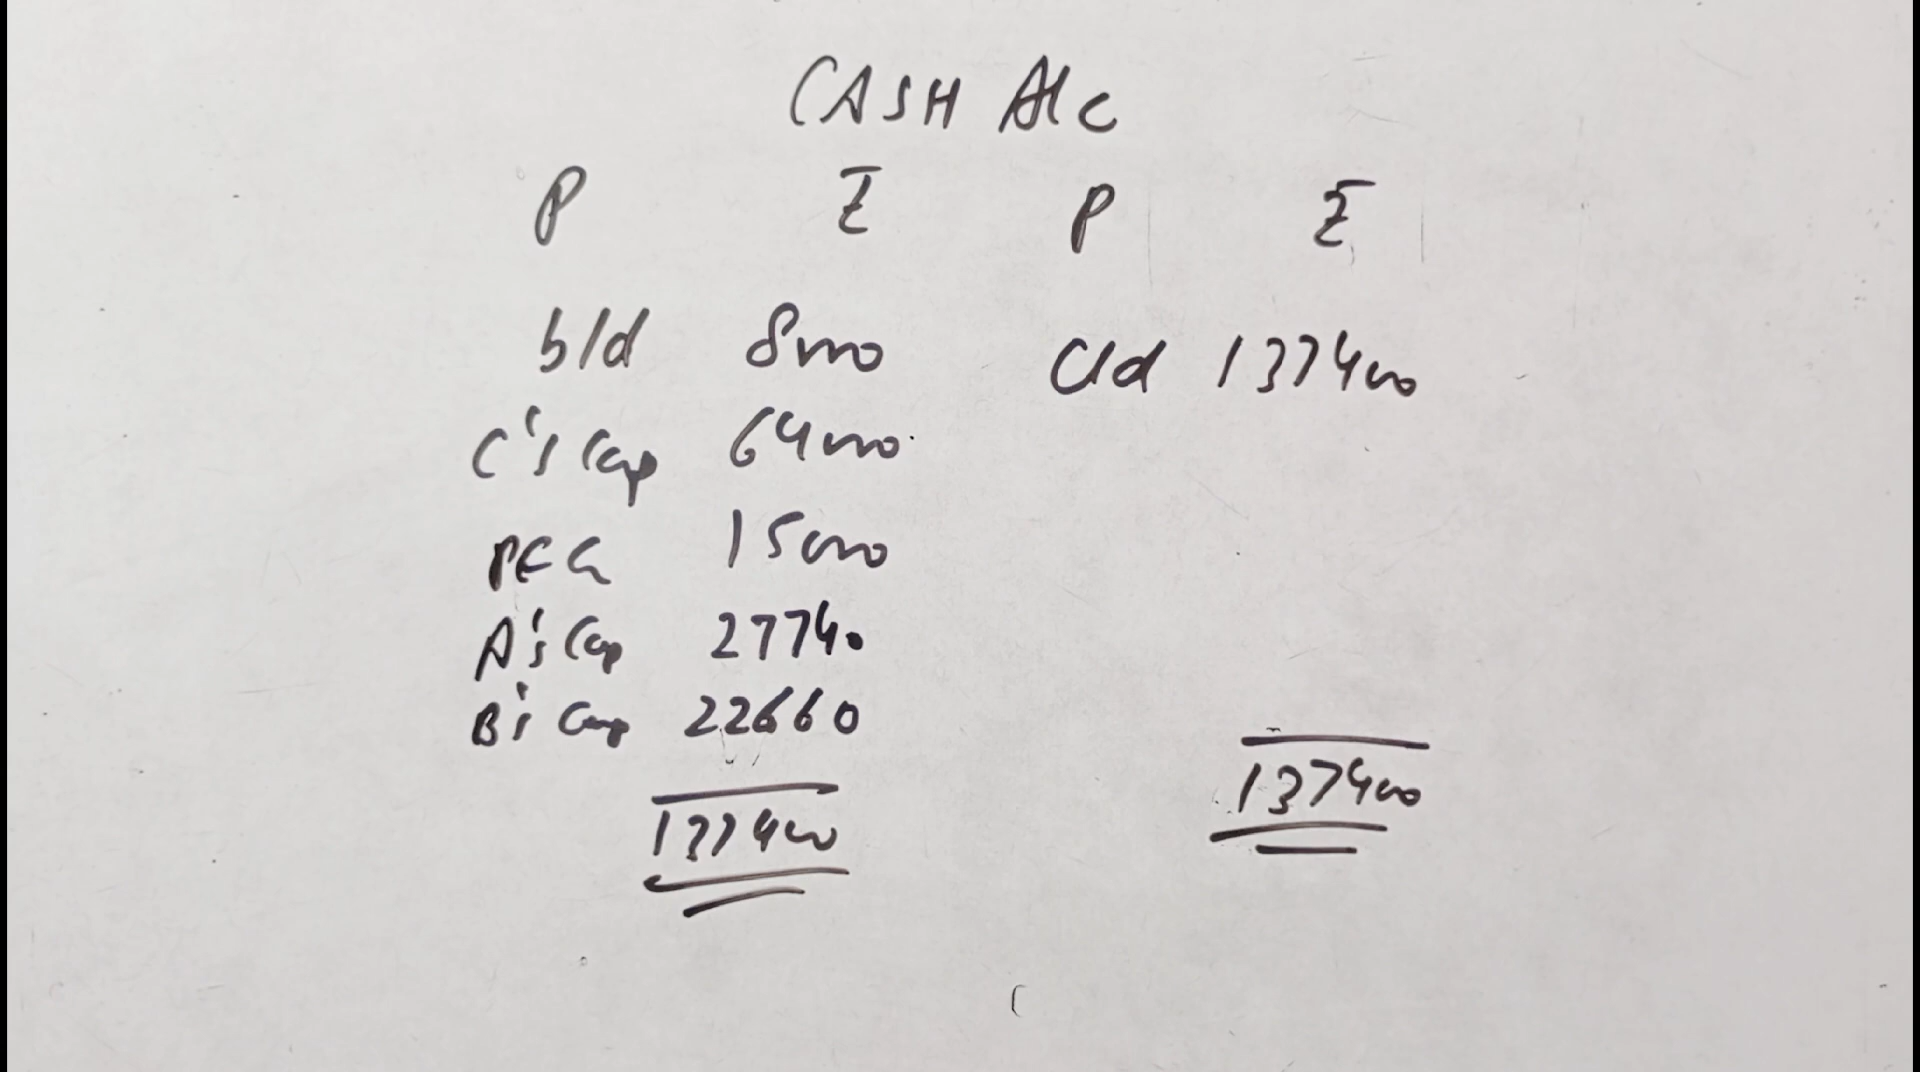 CASH A/c
P ₹ P ₹
b/d 8000 c/d 137400
C's Cap 64000
PFG 15000
A's Cap 27740
B's Cap 22660
137400 137400